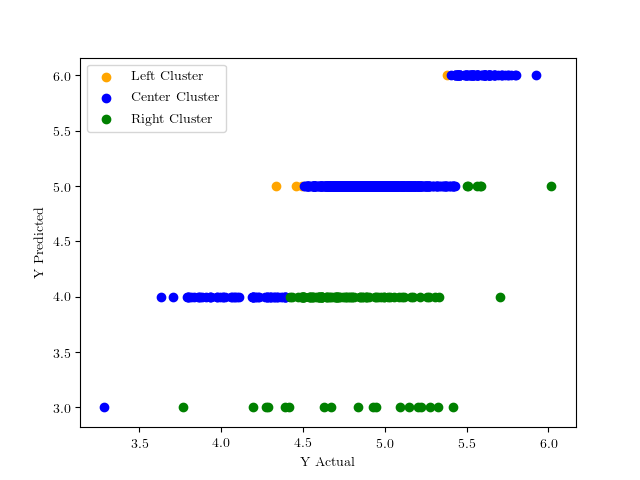 Left Cluster
Center Cluster
Right Cluster
6.0
5.5
5.0
4.5
4.0
3.5
3.0
Y Predicted
3.5 4.0 4.5 5.0 5.5 6.0
Y Actual